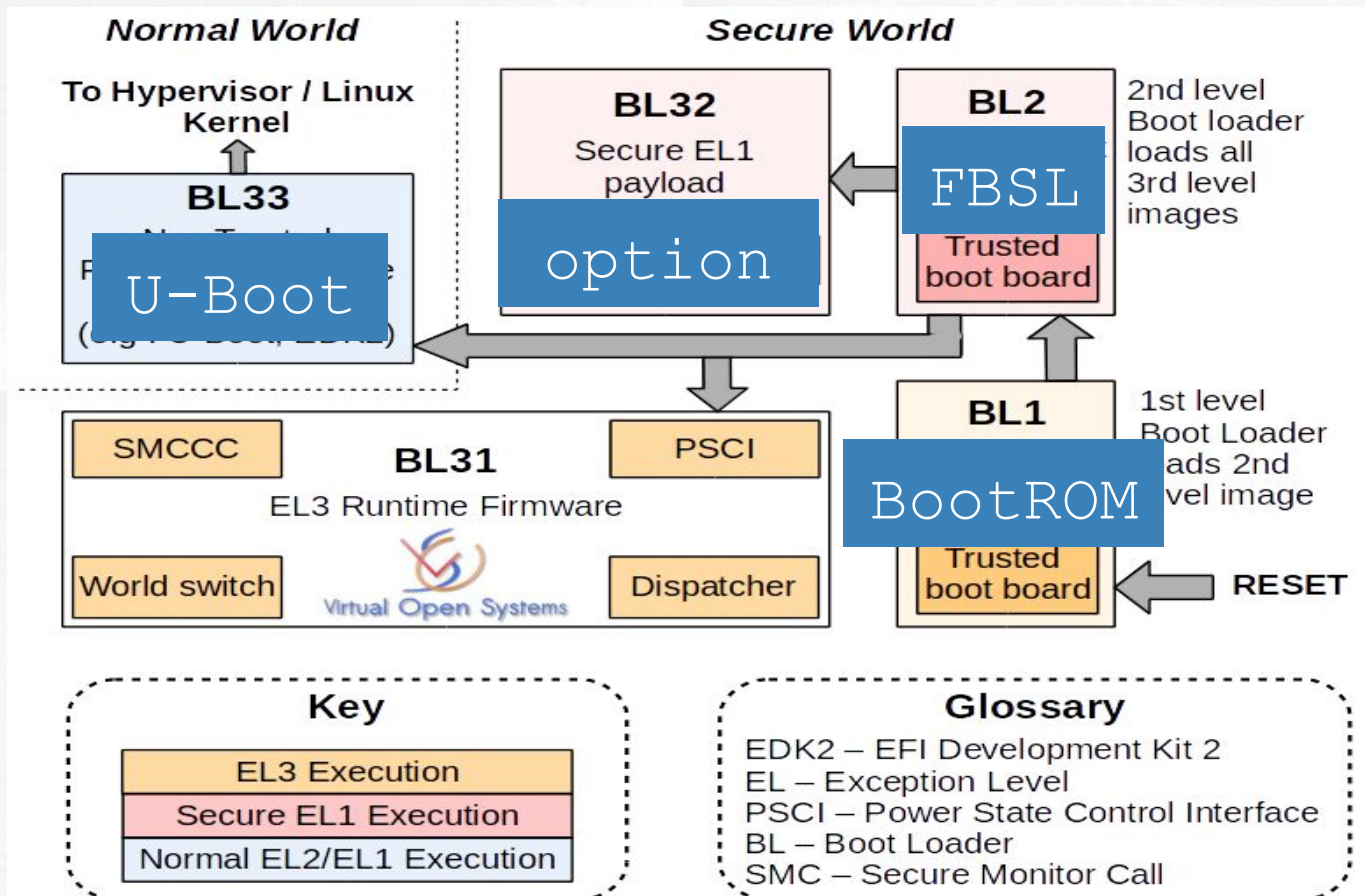 Normal World
Secure World
To Hypervisor / Linux
Kernel
BL33
U-Boot
BL32
Secure EL1
payload
option
BL2
FBSL
Trusted
boot board
2nd level
Boot loader
loads all
3rd level
images
SMCCC
BL31
PSCI
EL3 Runtime Firmware
World switch
Virtual Open Systems
Dispatcher
BL1
BootROM
Trusted
boot board
1st level
Boot Loader
2nd
image
RESET
Key
EL3 Execution
Secure EL1 Execution
Normal EL2/EL1 Execution
Glossary
EDK2 – EFI Development Kit 2
EL – Exception Level
PSCI – Power State Control Interface
BL – Boot Loader
SMC – Secure Monitor Call